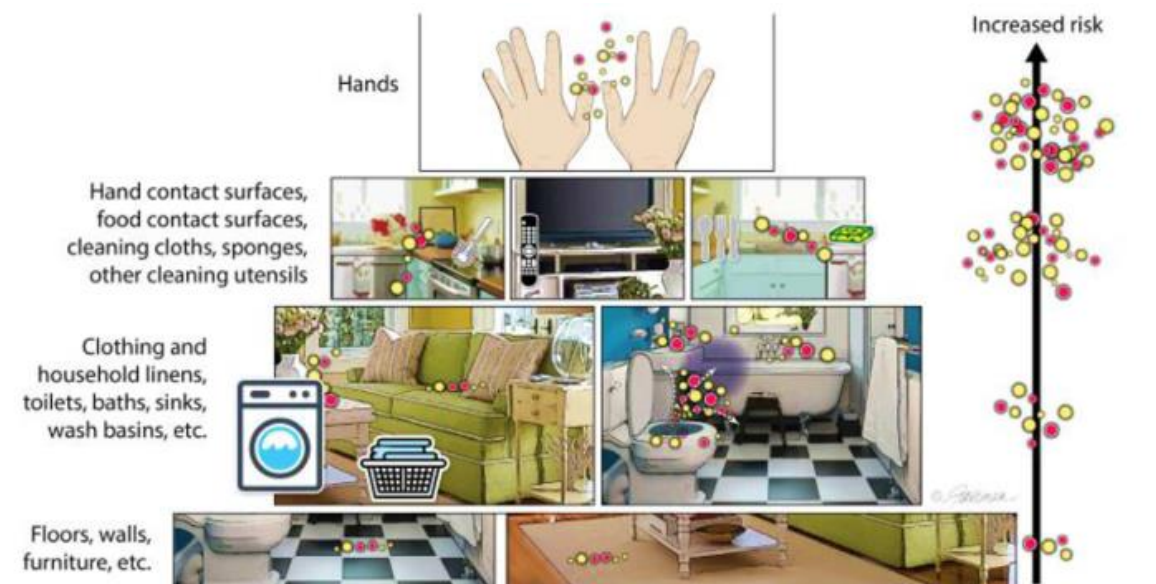 Increased risk
Hands
Hand contact surfaces,
food contact surfaces,
cleaning cloths, sponges,
other cleaning utensils
Clothing and
household linens,
toilets, baths, sinks,
wash basins, etc.
Floors, walls,
furniture, etc.